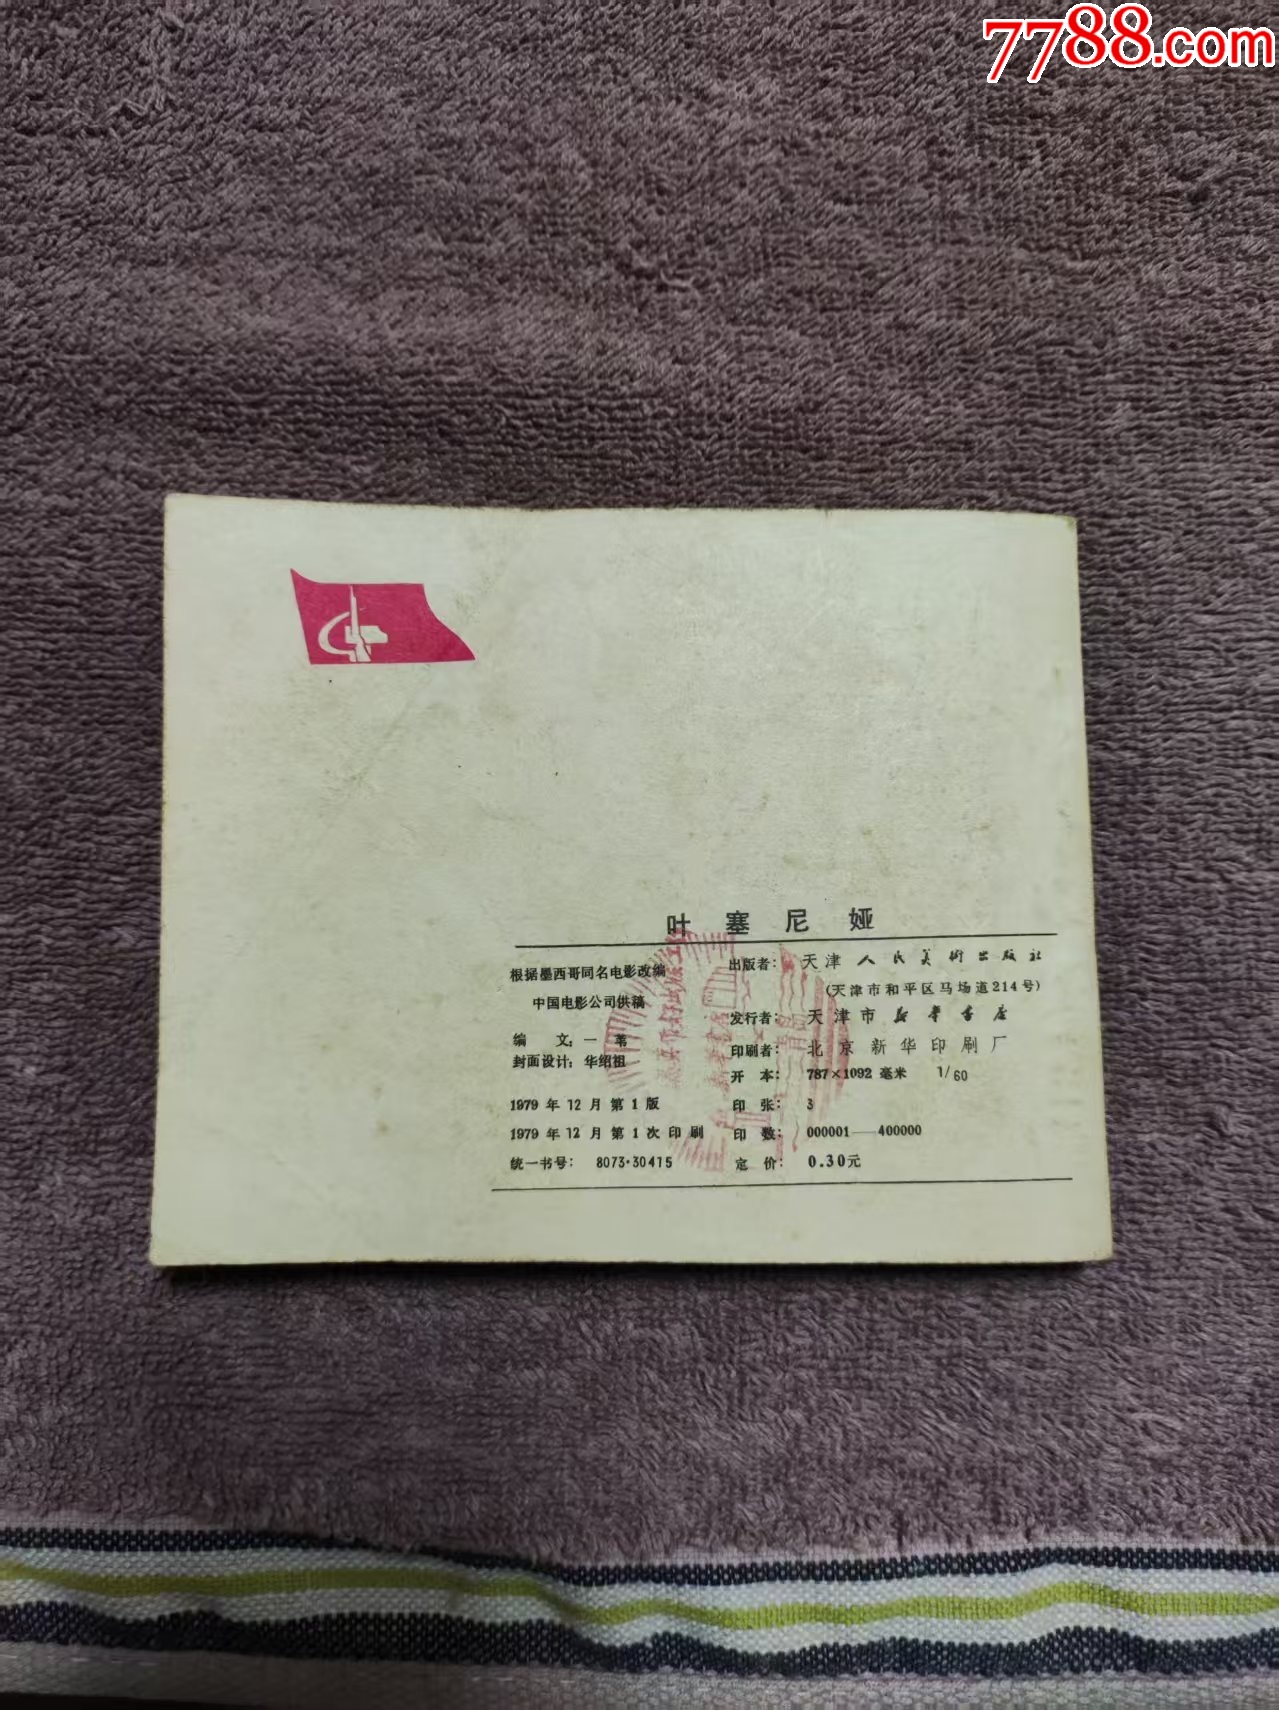 7788.com
叶塞尼娅
根据墨西哥同名电影改编
中国电影公司供稿
编 文：一 苇
封面设计：华绍祖
1979 年 12 月 第 1 版
1979 年 12 月 第 1 次 印 刷
统一书号： 8073·30415
出版者： 天津人民美術出版社
（天津市和平区马场道214号）
发行者： 天津市新华书店
印刷者： 北京新华印刷厂
开 本： 787×1092 毫米 1/60
印 张： 3
印 数： 000001——400000
定 价： 0.30元